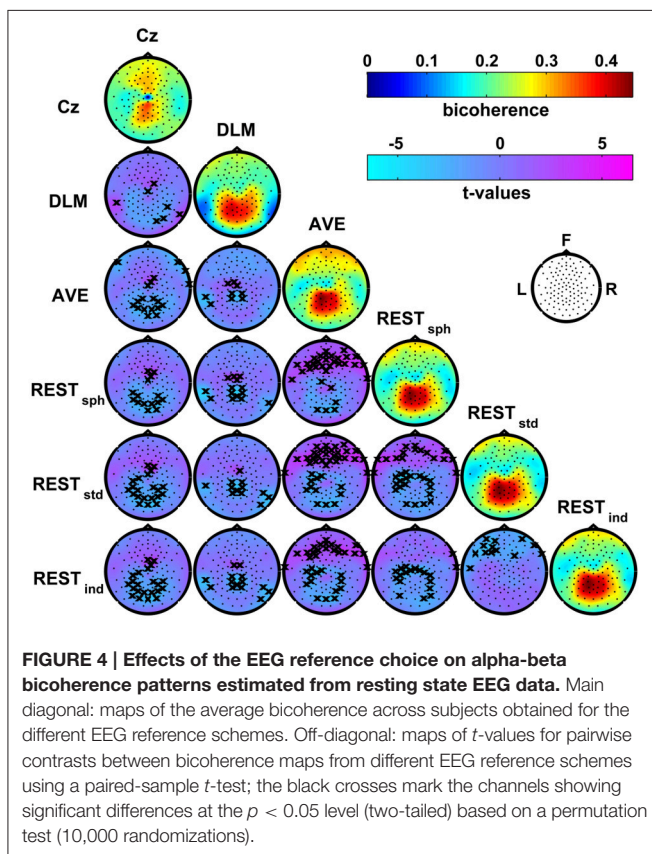 Cz
0 0.1 0.2 0.3 0.4
bicoherence
Cz
DLM
-5 0 5
t-values
DLM
AVE
F
L R
AVE
REST sph
REST sph
REST std
REST std
REST ind
REST ind
FIGURE 4 | Effects of the EEG reference choice on alpha-beta
bicoherence patterns estimated from resting state EEG data. Main
diagonal: maps of the average bicoherence across subjects obtained for the
different EEG reference schemes. Off-diagonal: maps of t-values for pairwise
contrasts between bicoherence maps from different EEG reference schemes
using a paired-sample t-test; the black crosses mark the channels showing
significant differences at the p < 0.05 level (two-tailed) based on a permutation
test (10,000 randomizations).